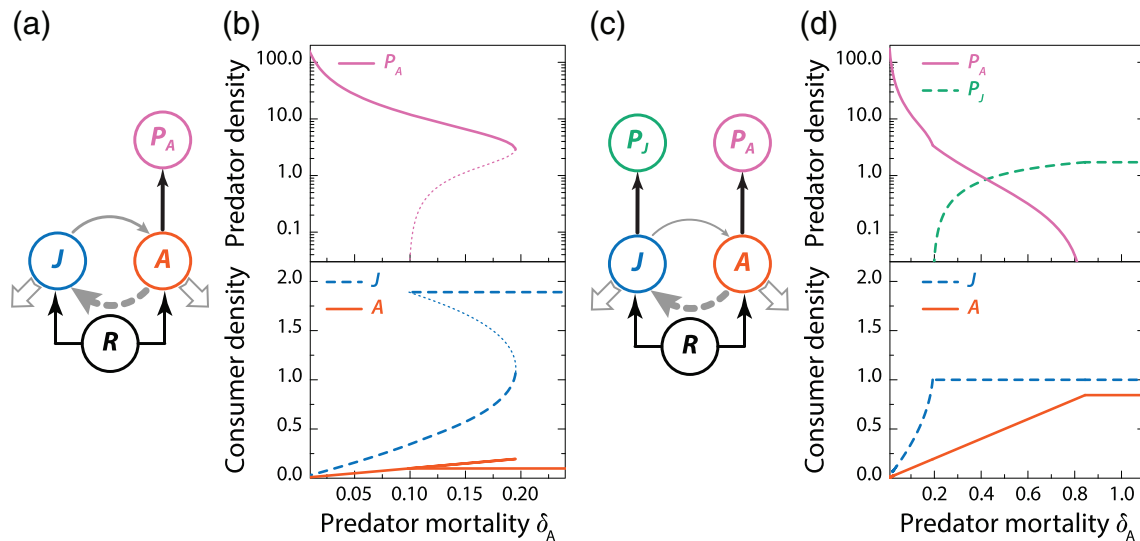 (a)
P_A
J
A
R
(b)
Predator density
100.0
10.0
1.0
0.1
P_A
Consumer density
2.0
1.5
1.0
0.5
0.0
J
A
0.05
0.10
0.15
0.20
Predator mortality δ_A
(c)
P_J
P_A
J
A
R
(d)
Predator density
100.0
10.0
1.0
0.1
P_A
P_J
Consumer density
2.0
1.5
1.0
0.5
0.0
J
A
0.2
0.4
0.6
0.8
1.0
Predator mortality δ_A